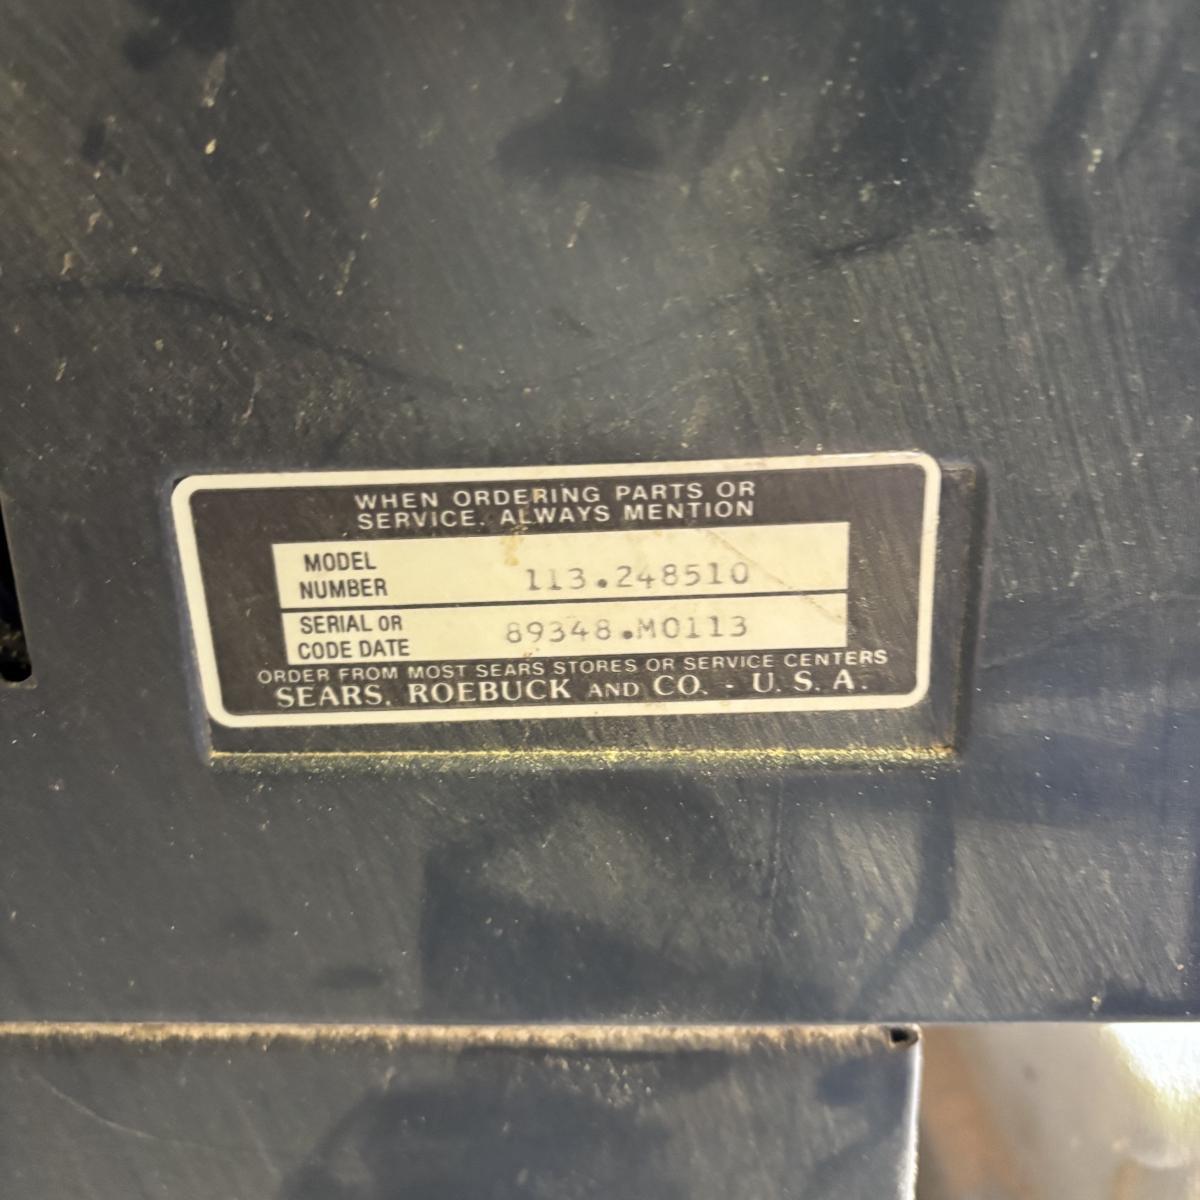 WHEN ORDERING PARTS OR
SERVICE. ALWAYS MENTION
MODEL
NUMBER 113.248510
SERIAL OR
CODE DATE 89348.M0113
ORDER FROM MOST SEARS STORES OR SERVICE CENTERS
SEARS, ROEBUCK AND CO. - U. S. A.